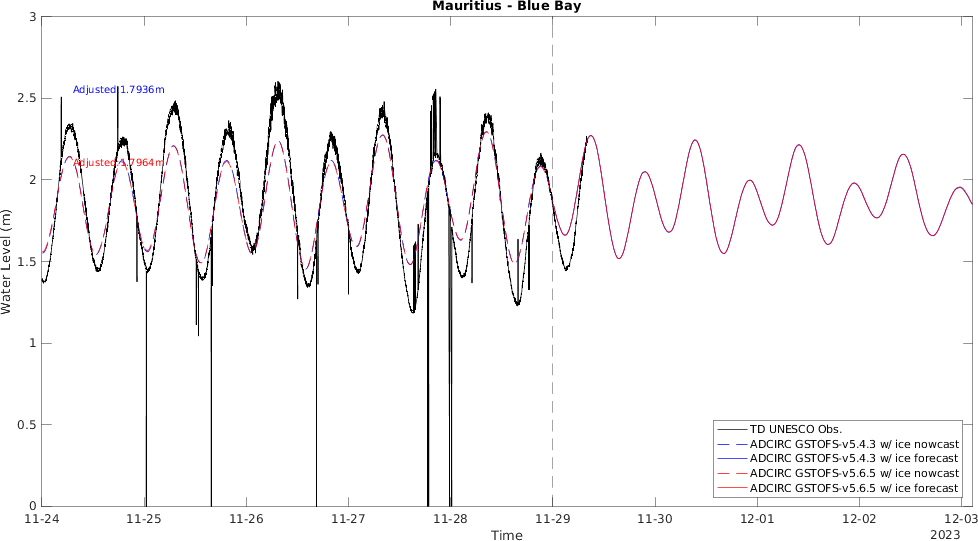 Mauritius - Blue Bay
3
2.5
2
1.5
1
0.5
0
Water Level (m)
Adjusted 1.7936m
Adjusted 1.7964m
TD UNESCO Obs.
ADCIRC GSTOFS-v5.4.3 w/ ice nowcast
ADCIRC GSTOFS-v5.4.3 w/ ice forecast
ADCIRC GSTOFS-v5.6.5 w/ ice nowcast
ADCIRC GSTOFS-v5.6.5 w/ ice forecast
11-24 11-25 11-26 11-27 11-28 11-29 11-30 12-01 12-02 12-03
Time
2023